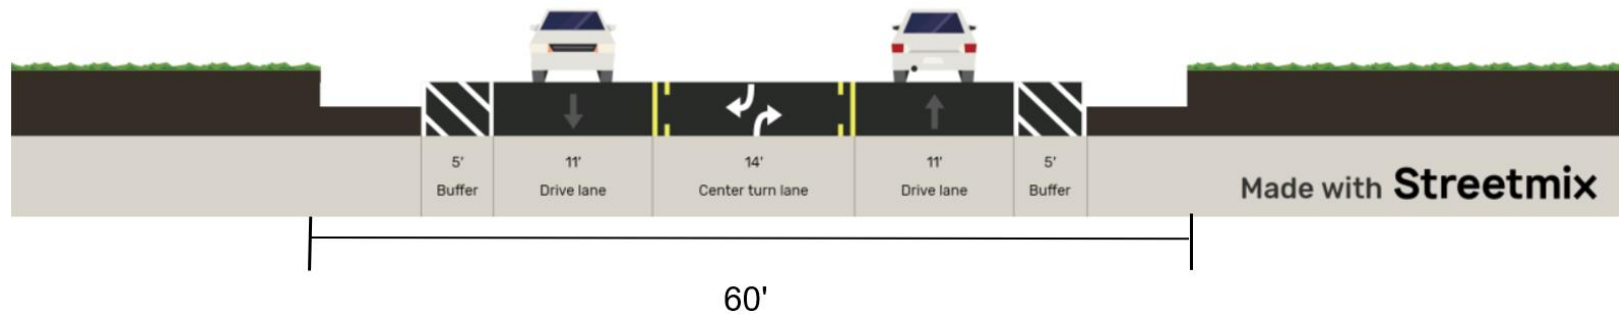 5' 11' 14' 11' 5'
Buffer Drive lane Center turn lane Drive lane Buffer
Made with Streetmix
60'